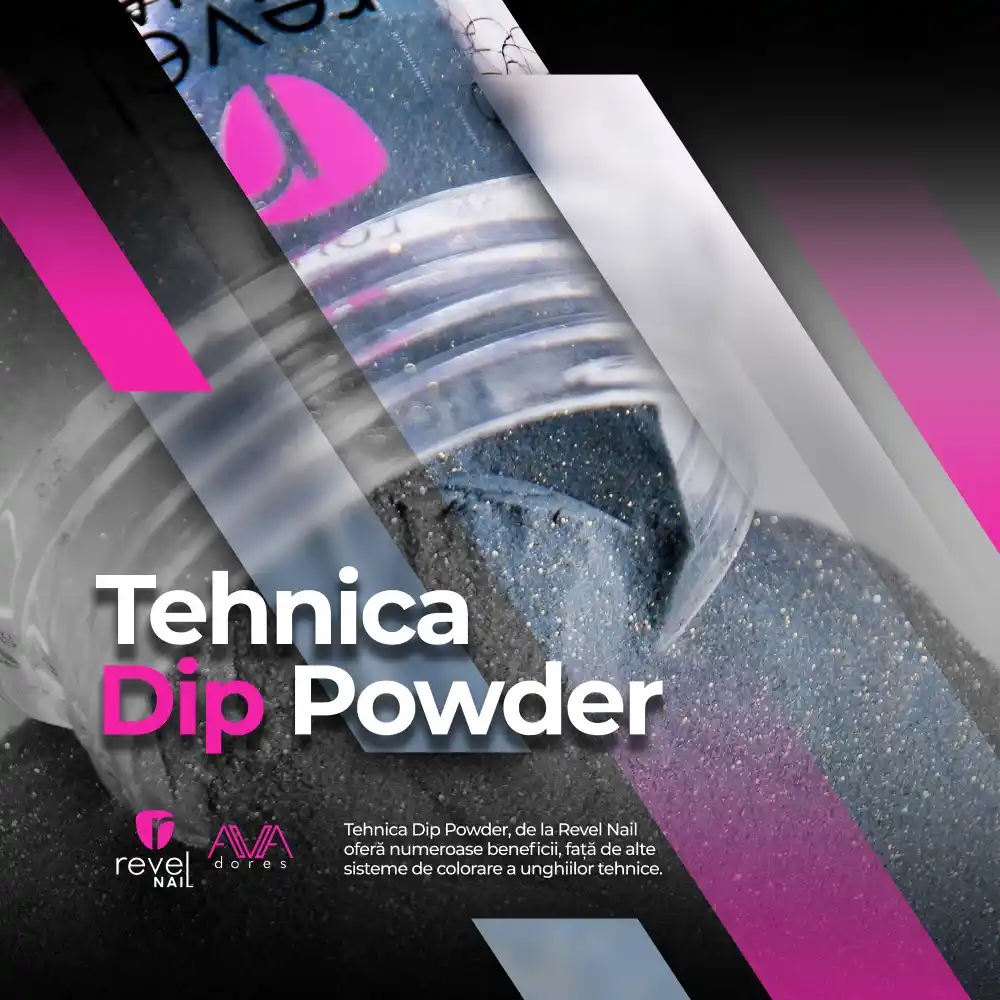 revel
Tehnica
Dip Powder
revel
NAIL
AVA
dores
Tehnica Dip Powder, de la Revel Nail
oferă numeroase beneficii, față de alte
sisteme de colorare a unghiilor tehnice.